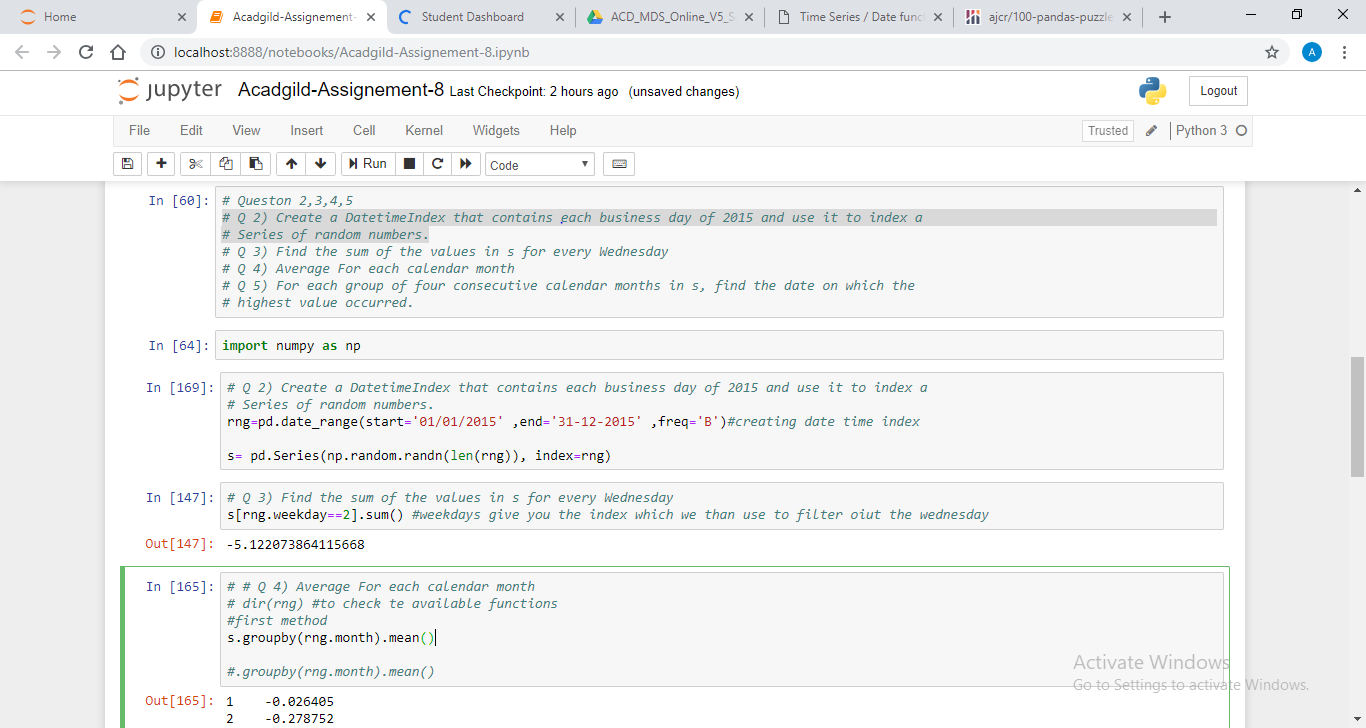 Home
Acadgild-Assignement-
Student Dashboard
ACD_MDS_Online_V5_S
Time Series / Date func
ajcr/100-pandas-puzzle
localhost:8888/notebooks/Acadgild-Assignement-8.ipynb
A
jupyter Acadgild-Assignement-8 Last Checkpoint: 2 hours ago (unsaved changes)
Logout
File Edit View Insert Cell Kernel Widgets Help
Trusted Python 3
Run Code
In [60]: # Queston 2,3,4,5
# Q 2) Create a DatetimeIndex that contains each business day of 2015 and use it to index a
# Series of random numbers.
# Q 3) Find the sum of the values in s for every Wednesday
# Q 4) Average For each calendar month
# Q 5) For each group of four consecutive calendar months in s, find the date on which the
# highest value occurred.
In [64]: import numpy as np
In [169]: # Q 2) Create a DatetimeIndex that contains each business day of 2015 and use it to index a
# Series of random numbers.
rng=pd.date_range(start='01/01/2015' ,end='31-12-2015' ,freq='B')#creating date time index
s= pd.Series(np.random.randn(len(rng)), index=rng)
In [147]: # Q 3) Find the sum of the values in s for every Wednesday
s[rng.weekday==2].sum() #weekdays give you the index which we than use to filter oiut the wednesday
Out[147]: -5.122073864115668
In [165]: # # Q 4) Average For each calendar month
# dir(rng) #to check te available functions
#first method
s.groupby(rng.month).mean()
#.groupby(rng.month).mean()
Out[165]: 1 -0.026405
2 -0.278752
Activate Windows
Go to Settings to activate Windows.